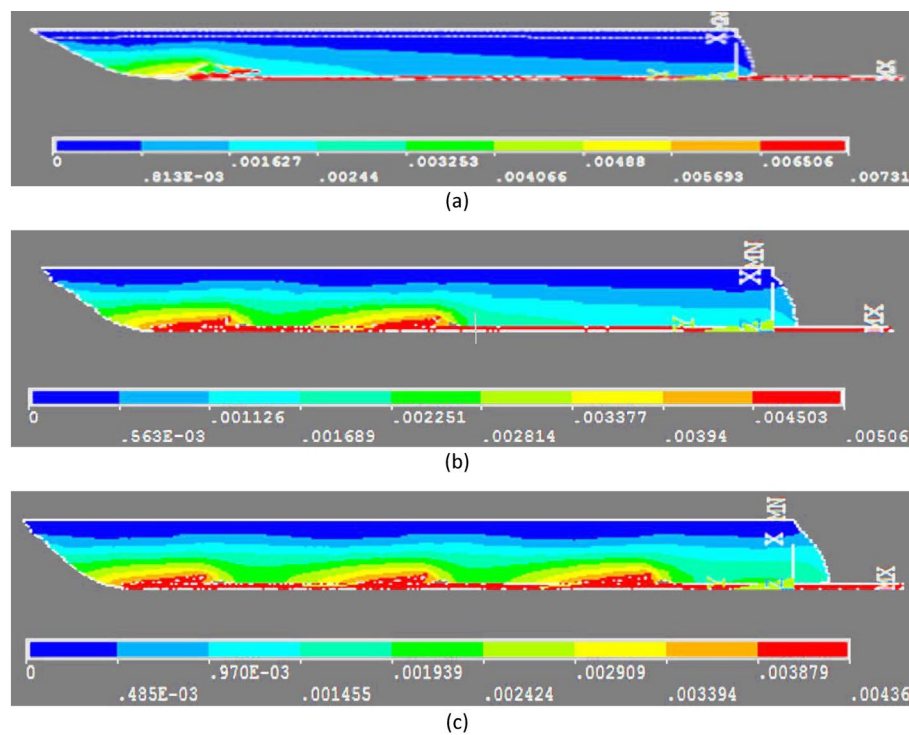 X MN
Y Z MX
0 .001627 .003253 .00488 .006506
.813E-03 .00244 .004066 .005693 .00731
(a)
X MN
Y Z MX
0 .001126 .002251 .003377 .004503
.563E-03 .001689 .002814 .00394 .00506
(b)
X MN
MX
0 .970E-03 .001939 .002909 .003879
.485E-03 .001455 .002424 .003394 .00436
(c)